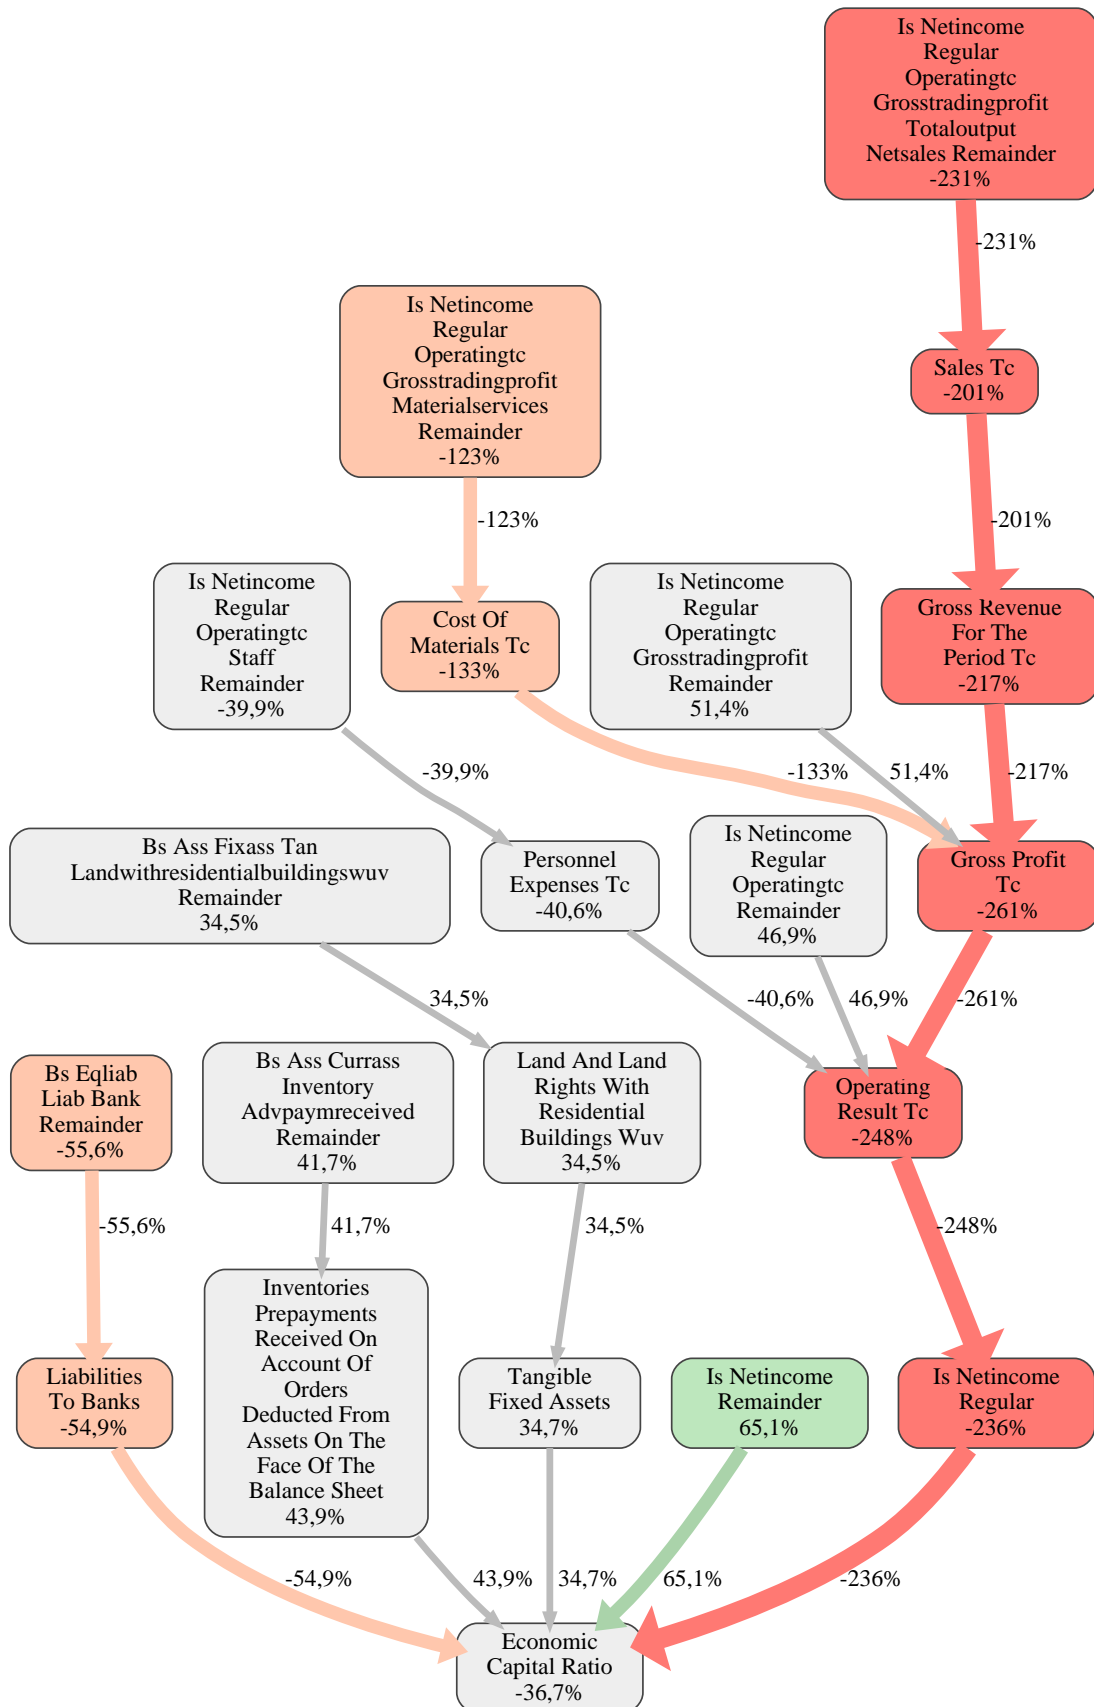 Is Netincome
Regular
Operatingtc
Grosstradingprofit
Totaloutput
Netsales Remainder
-231%
-231%
Is Netincome
Regular
Operatingtc
Grosstradingprofit
Materialservices
Remainder
-123%
Sales Tc
-201%
-123%
-201%
Is Netincome
Regular
Operatingtc
Staff
Remainder
-39,9%
Cost Of
Materials Tc
-133%
Is Netincome
Regular
Operatingtc
Grosstradingprofit
Remainder
51,4%
Gross Revenue
For The
Period Tc
-217%
-39,9%
-133%
51,4%
-217%
Bs Ass Fixass Tan
Landwithresidentialbuildingswuv
Remainder
34,5%
Personnel
Expenses Tc
-40,6%
Is Netincome
Regular
Operatingtc
Remainder
46,9%
Gross Profit
Tc
-261%
34,5%
-40,6%
46,9%
-261%
Bs Eqliab
Liab Bank
Remainder
-55,6%
Bs Ass Currass
Inventory
Advpaymreceived
Remainder
41,7%
Land And Land
Rights With
Residential
Buildings Wuv
34,5%
Operating
Result Tc
-248%
-55,6%
41,7%
34,5%
-248%
Liabilities
To Banks
-54,9%
Inventories
Prepayments
Received On
Account Of
Orders
Deducted From
Assets On The
Face Of The
Balance Sheet
43,9%
Tangible
Fixed Assets
34,7%
Is Netincome
Remainder
65,1%
Is Netincome
Regular
-236%
-54,9%
43,9%
34,7%
65,1%
-236%
Economic
Capital Ratio
-36,7%